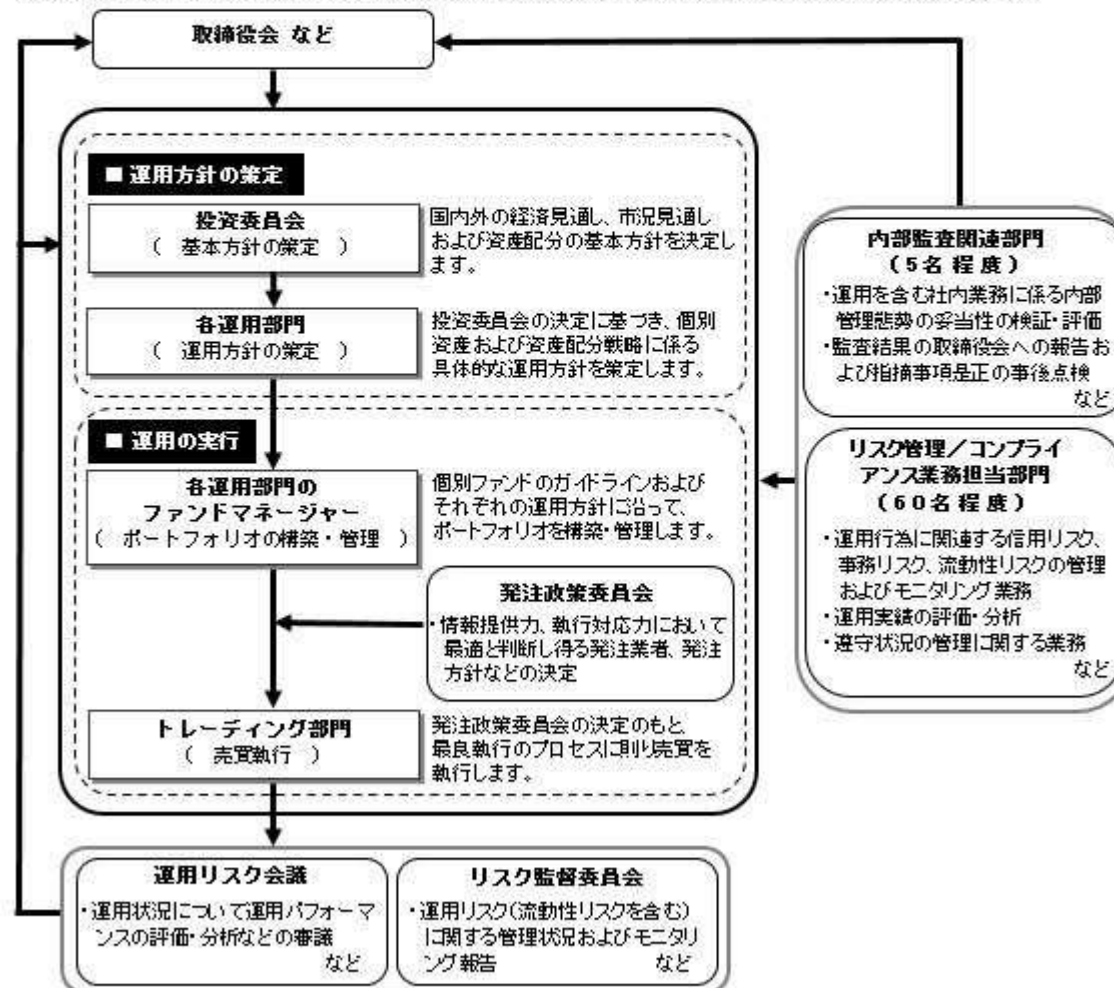 取締役会 など
■ 運用方針の策定
投資委員会
( 基本方針の策定 )
国内外の経済見通し、市況見通し
および資産配分の基本方針を決定し
ます。
各運用部門
( 運用方針の策定 )
投資委員会の決定に基づき、個別
資産および資産配分戦略に係る
具体的な運用方針を策定します。
■ 運用の実行
各運用部門の
ファンドマネージャー
( ポートフォリオの構築・管理 )
個別ファンドのガイドラインおよび
それぞれの運用方針に沿って、
ポートフォリオを構築・管理します。
発注政策委員会
・情報提供力、執行対応力において
最適と判断し得る発注業者、発注
方針などの決定
トレーディング部門
( 売買執行 )
発注政策委員会の決定のもと、
最良執行のプロセスに則り売買を
執行します。
内部監査関連部門
(5名程度)
・運用を含む社内業務に係る内部
管理態勢の妥当性の検証・評価
・監査結果の取締役会への報告お
よび指摘事項是正の事後点検
など
リスク管理/コンプライ
アンス業務担当部門
(60名程度)
・運用行為に関連する信用リスク、
事務リスク、流動性リスクの管理
およびモニタリング業務
・運用実績の評価・分析
・遵守状況の管理に関する業務
など
運用リスク会議
・運用状況について運用パフォーマ
ンスの評価・分析などの審議
など
リスク監督委員会
・運用リスク(流動性リスクを含む)
に関する管理状況およびモニタリ
ング報告 など